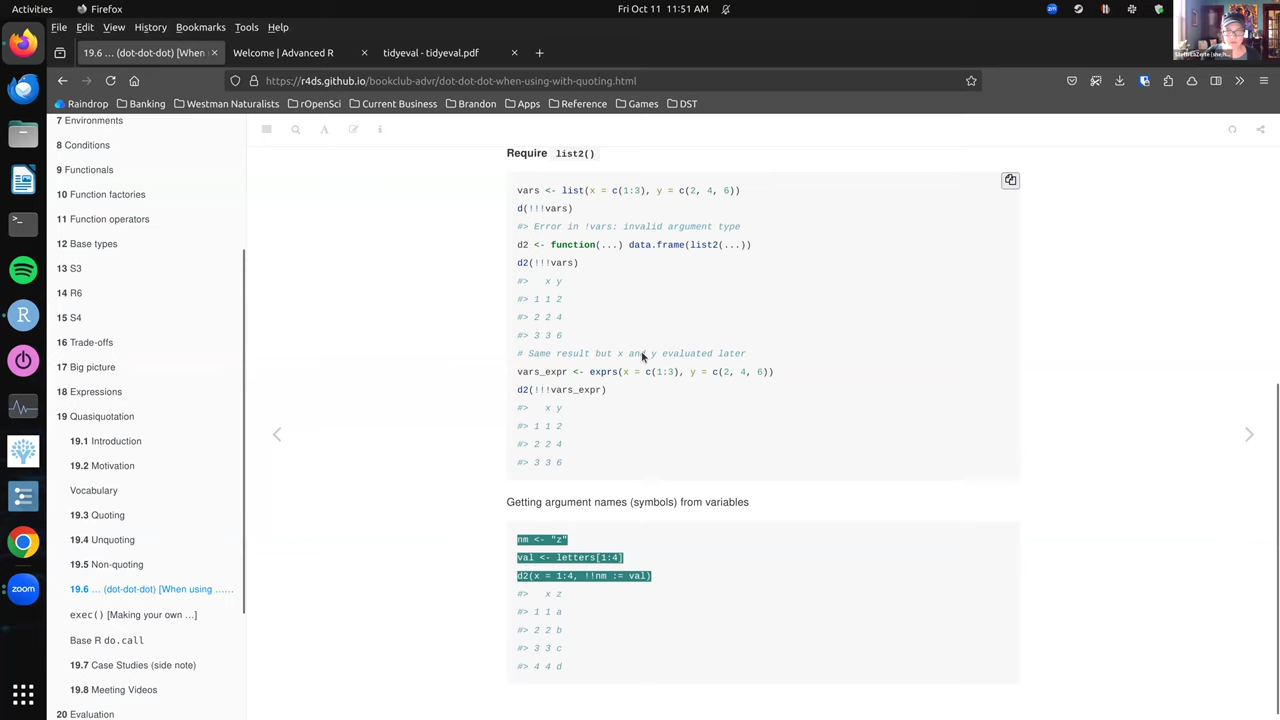 Activities
Firefox
Fri Oct 11 11:51 AM
File Edit View History Bookmarks Tools Help
19.6 ... (dot-dot-dot) [When
Welcome | Advanced R
tidyeval - tidyeval.pdf
https://r4ds.github.io/bookclub-advr/dot-dot-dot-when-using-with-quoting.html
Raindrop Banking Westman Naturalists rOpenSci Current Business Brandon Apps Reference Games DST
7 Environments
8 Conditions
9 Functionals
10 Function factories
11 Function operators
12 Base types
13 S3
14 R6
15 S4
16 Trade-offs
17 Big picture
18 Expressions
19 Quasiquotation
19.1 Introduction
19.2 Motivation
Vocabulary
19.3 Quoting
19.4 Unquoting
19.5 Non-quoting
19.6 ... (dot-dot-dot) [When using ......
exec() [Making your own ...]
Base R do.call
19.7 Case Studies (side note)
19.8 Meeting Videos
20 Evaluation
Require list2()
vars <- list(x = c(1:3), y = c(2, 4, 6))
d(!!!vars)
#> Error in !vars: invalid argument type
d2 <- function(...) data.frame(list2(...))
d2(!!!vars)
#>   x y
#> 1 1 2
#> 2 2 4
#> 3 3 6
# Same result but x and y evaluated later
vars_expr <- exprs(x = c(1:3), y = c(2, 4, 6))
d2(!!!vars_expr)
#>   x y
#> 1 1 2
#> 2 2 4
#> 3 3 6
Getting argument names (symbols) from variables
nm <- "z"
val <- letters[1:4]
d2(x = 1:4, !!nm := val)
#>   x z
#> 1 1 a
#> 2 2 b
#> 3 3 c
#> 4 4 d
zoom